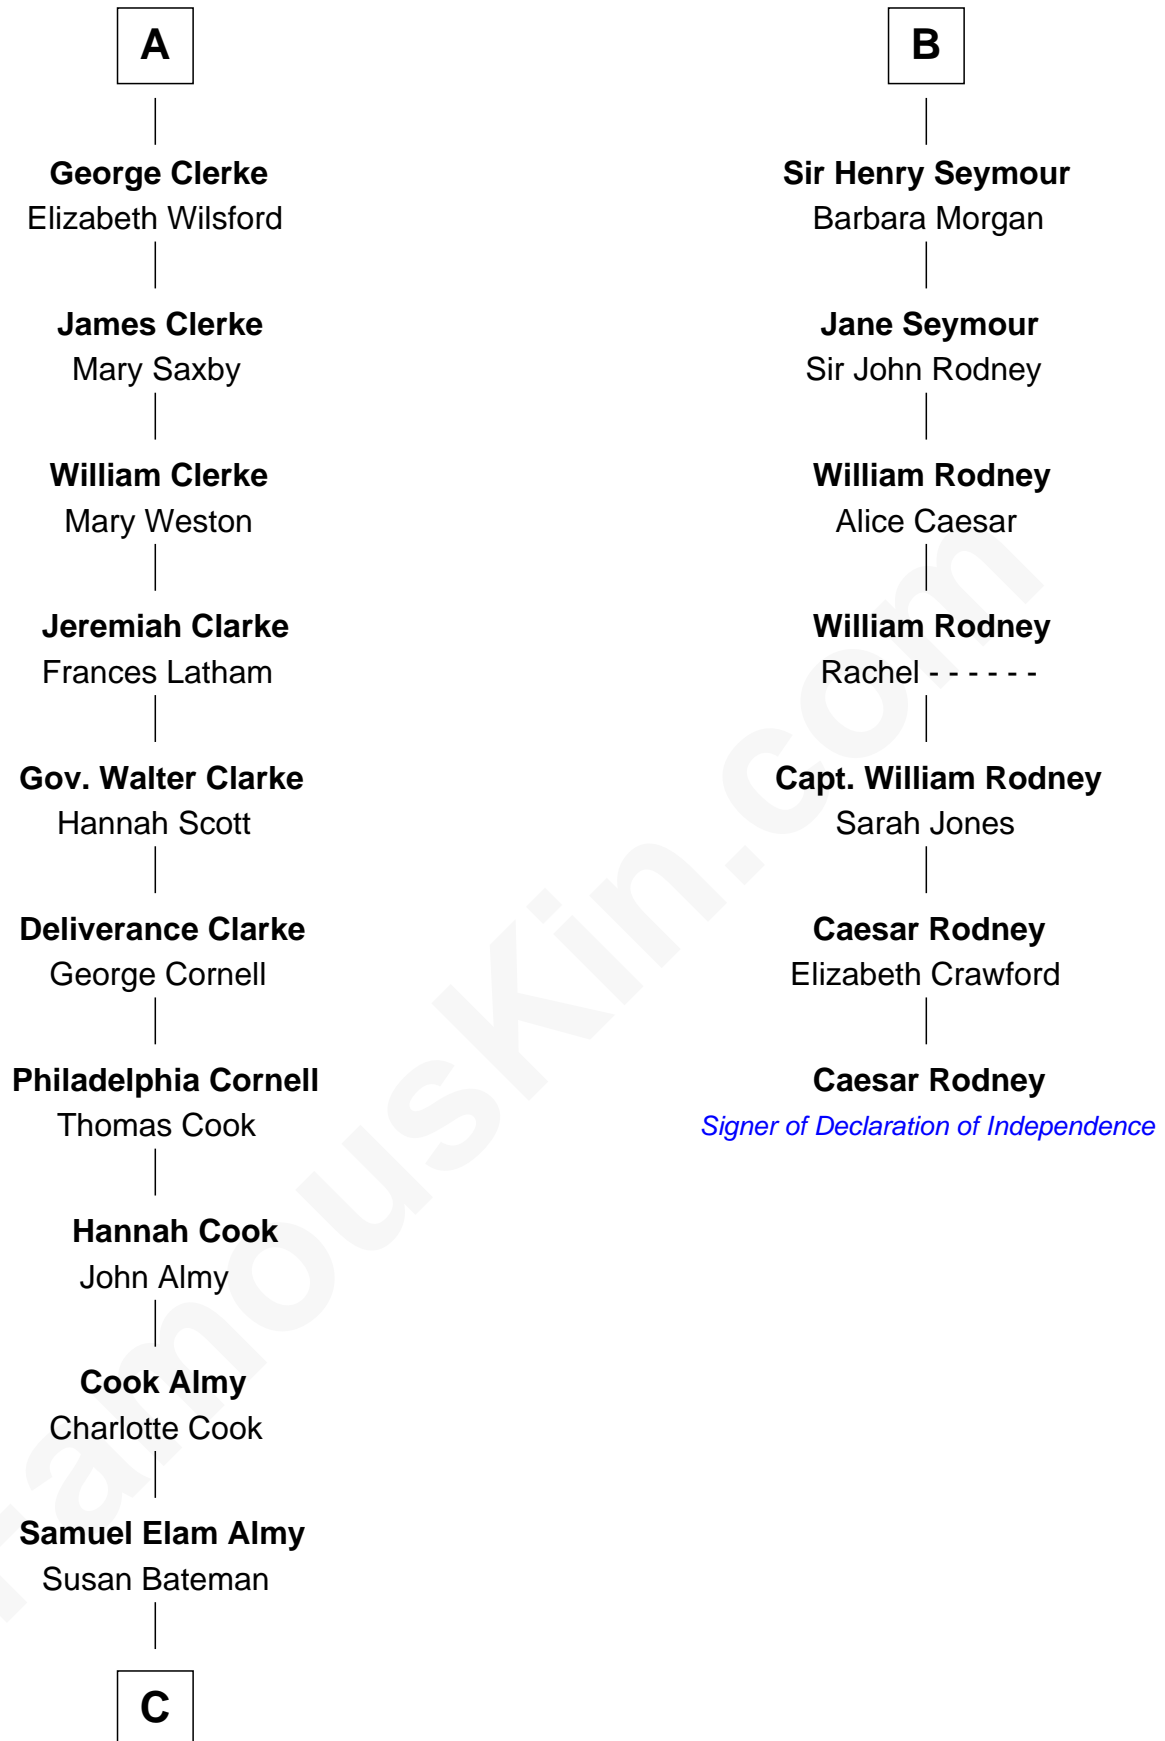 A
George Clerke
Elizabeth Wilsford
James Clerke
Mary Saxby
William Clerke
Mary Weston
Jeremiah Clarke
Frances Latham
Gov. Walter Clarke
Hannah Scott
Deliverance Clarke
George Cornell
Philadelphia Cornell
Thomas Cook
Hannah Cook
John Almy
Cook Almy
Charlotte Cook
Samuel Elam Almy
Susan Bateman
C
B
Sir Henry Seymour
Barbara Morgan
Jane Seymour
Sir John Rodney
William Rodney
Alice Caesar
William Rodney
Rachel - - - - - -
Capt. William Rodney
Sarah Jones
Caesar Rodney
Elizabeth Crawford
Caesar Rodney
Signer of Declaration of Independence
FamousKin.com